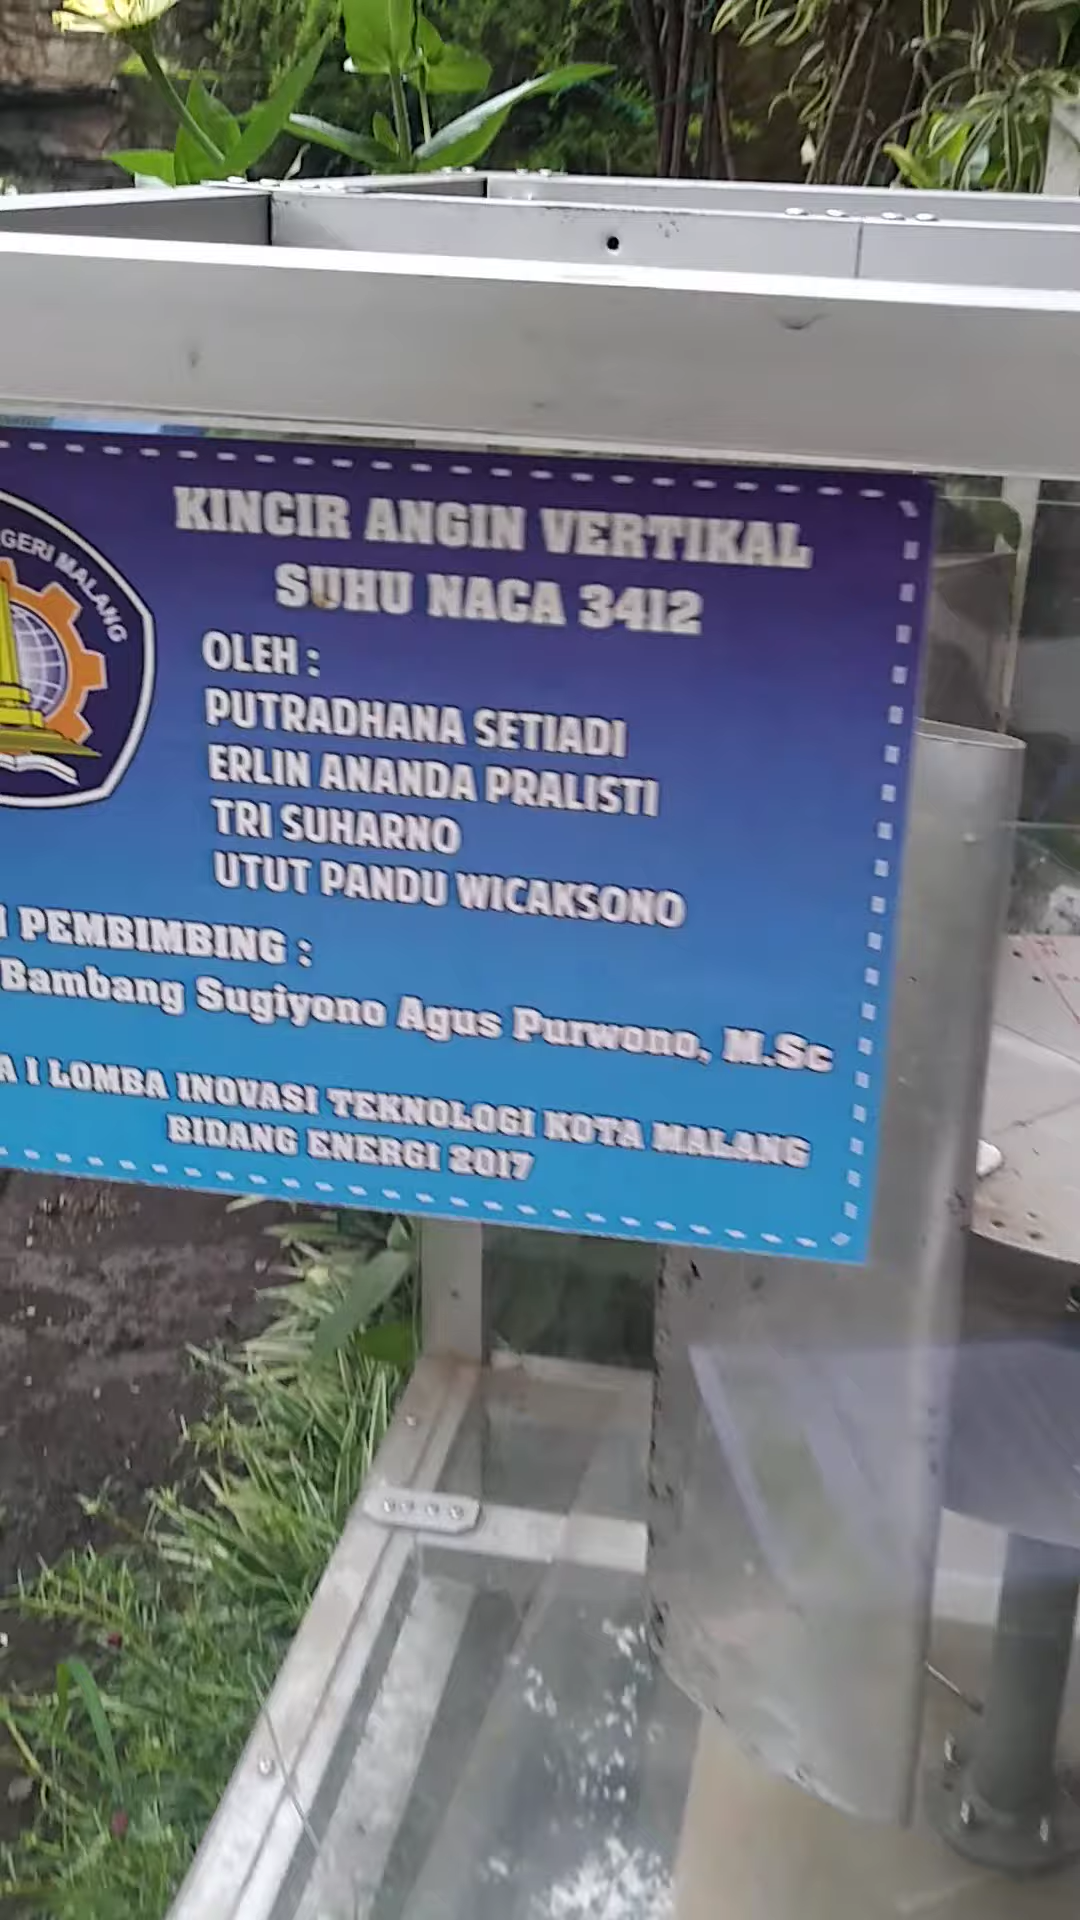 GERI MALANG
KINCIR ANGIN VERTIKAL
SUHU NACA 3412
OLEH :
PUTRADHANA SETIADI
ERLIN ANANDA PRALISTI
TRI SUHARNO
UTUT PANDU WICAKSONO
PEMBIMBING :
Bambang Sugiyono Agus Purwono, M.Sc
A I LOMBA INOVASI TEKNOLOGI KOTA MALANG
BIDANG ENERGI 2017